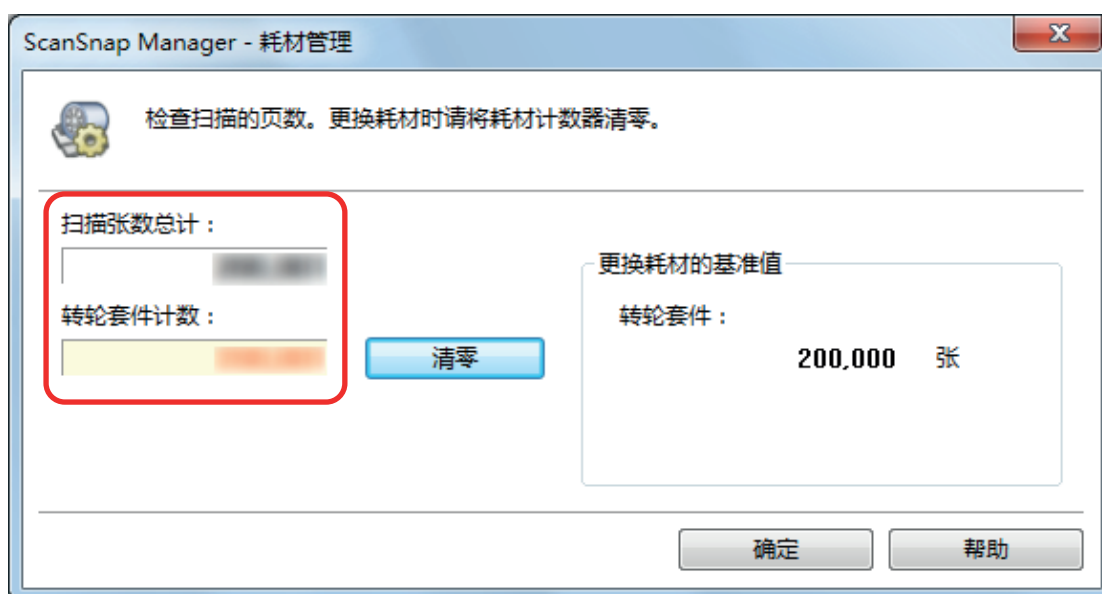 ScanSnap Manager - 耗材管理
检查扫描的页数。更换耗材时请将耗材计数器清零。
扫描张数总计：
转轮套件计数：
清零
更换耗材的基准值
转轮套件：
200,000 张
确定
帮助